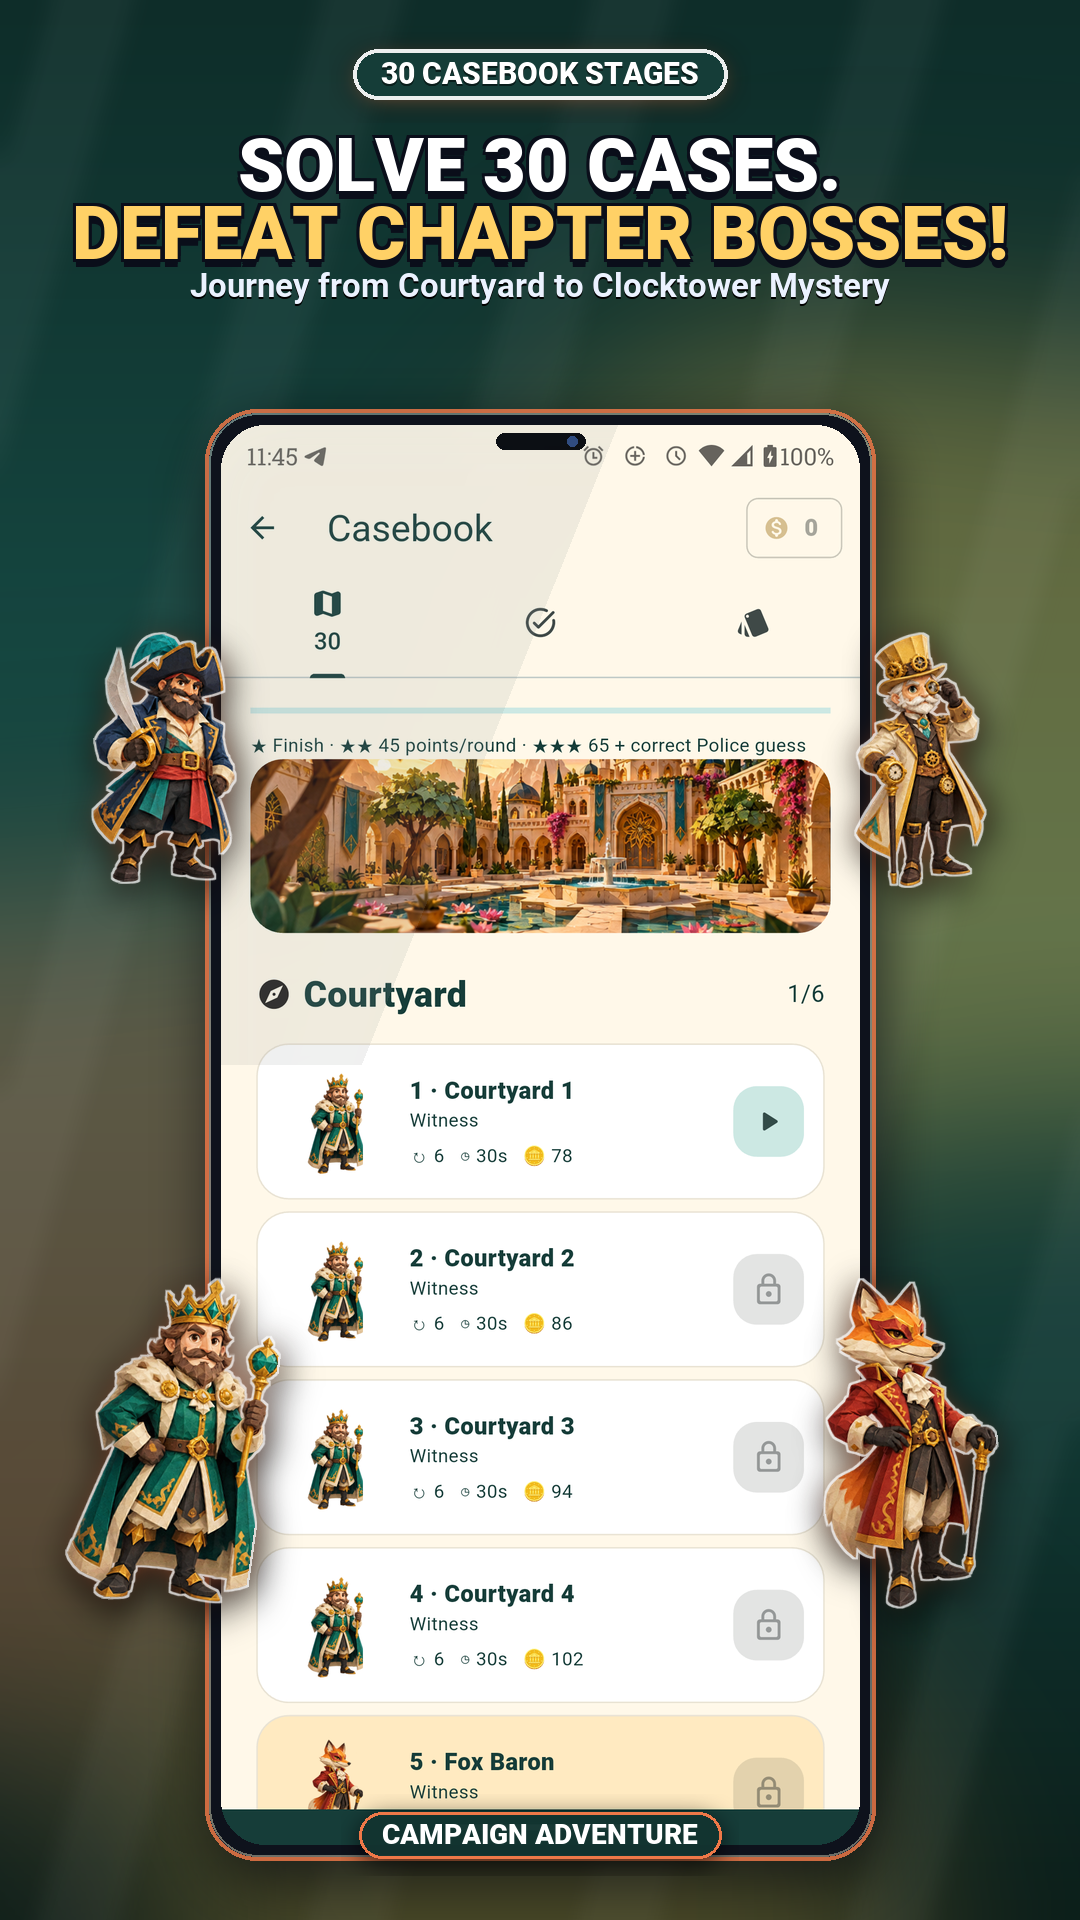 30 CASEBOOK STAGES
SOLVE 30 CASES.
DEFEAT CHAPTER BOSSES!
Journey from Courtyard to Clocktower Mystery
11:45 100%
Casebook 0
30
★ Finish · ★★ 45 points/round · ★★★ 65 + correct Police guess
Courtyard 1/6
1 · Courtyard 1
Witness
6 30s 78
2 · Courtyard 2
Witness
6 30s 86
3 · Courtyard 3
Witness
6 30s 94
4 · Courtyard 4
Witness
6 30s 102
5 · Fox Baron
Witness
CAMPAIGN ADVENTURE